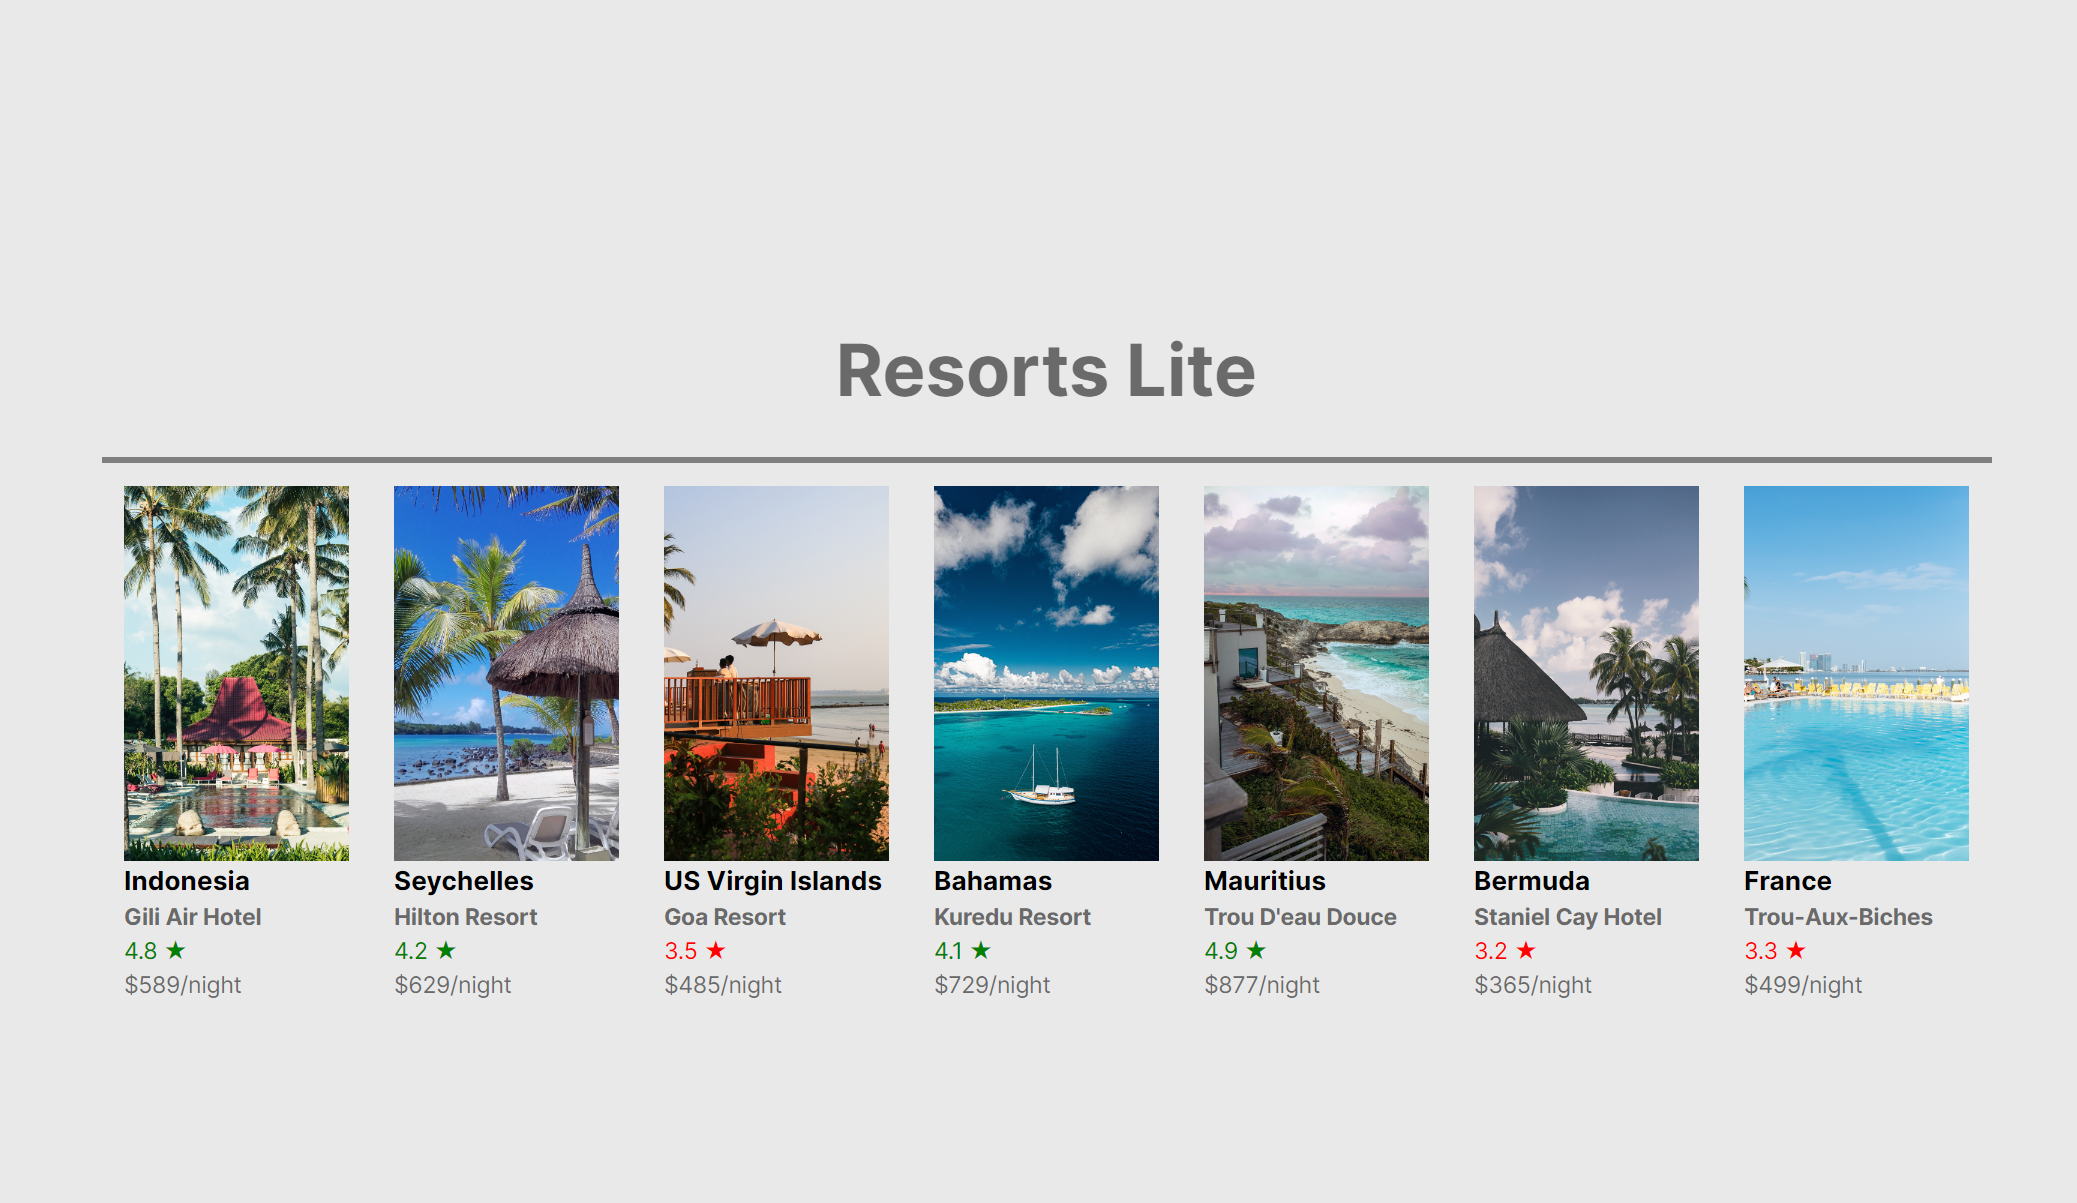 Resorts Lite
Indonesia
Gili Air Hotel
4.8 ★
$589/night
Seychelles
Hilton Resort
4.2 ★
$629/night
US Virgin Islands
Goa Resort
3.5 ★
$485/night
Bahamas
Kuredu Resort
4.1 ★
$729/night
Mauritius
Trou D'eau Douce
4.9 ★
$877/night
Bermuda
Staniel Cay Hotel
3.2 ★
$365/night
France
Trou-Aux-Biches
3.3 ★
$499/night